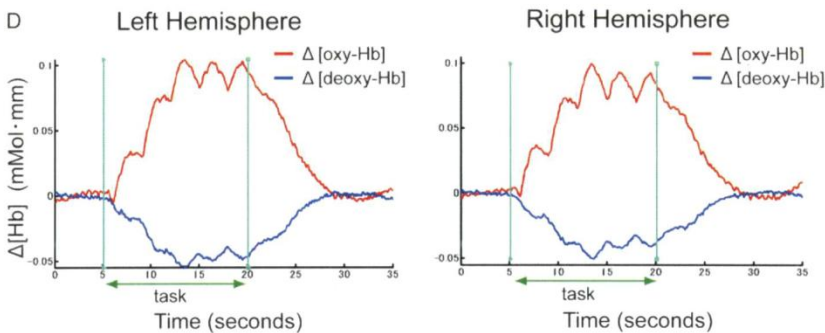 D
Left Hemisphere
Δ [oxy-Hb]
Δ [deoxy-Hb]
Δ[Hb] (mMol·mm)
0.1
0.05
0
-0.05
0 5 10 15 20 25 30 35
task
Time (seconds)
Right Hemisphere
Δ [oxy-Hb]
Δ [deoxy-Hb]
0.1
0.05
0
-0.05
0 5 10 15 20 25 30 35
task
Time (seconds)